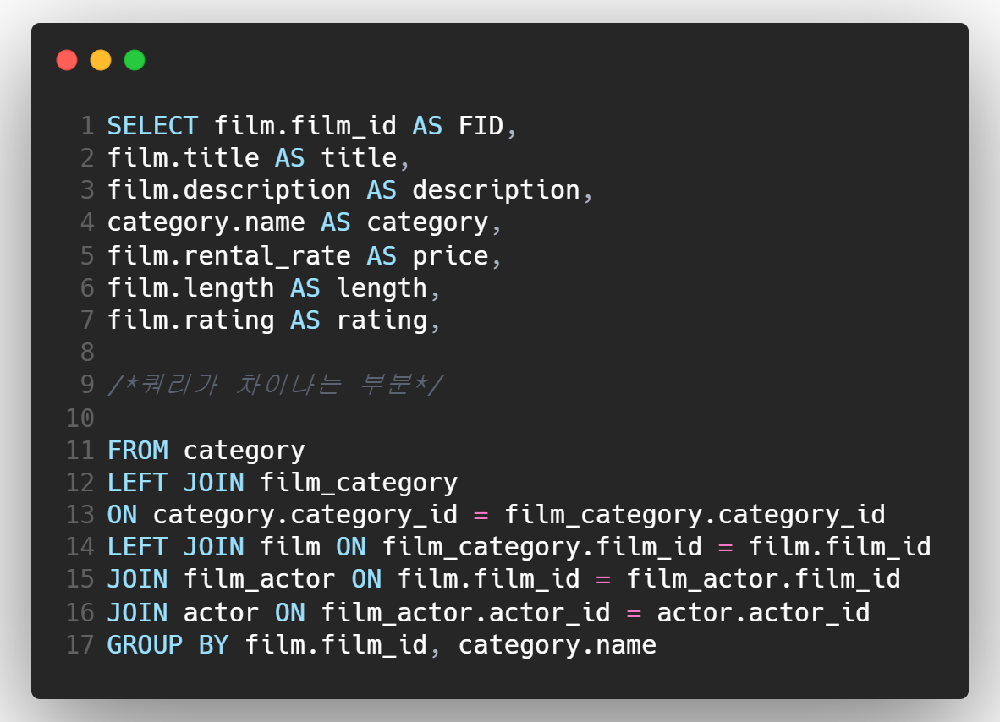 1 SELECT film.film_id AS FID,
2 film.title AS title,
3 film.description AS description,
4 category.name AS category,
5 film.rental_rate AS price,
6 film.length AS length,
7 film.rating AS rating,
8
9 /*쿼리가 차이나는 부분*/
10
11 FROM category
12 LEFT JOIN film_category
13 ON category.category_id = film_category.category_id
14 LEFT JOIN film ON film_category.film_id = film.film_id
15 JOIN film_actor ON film.film_id = film_actor.film_id
16 JOIN actor ON film_actor.actor_id = actor.actor_id
17 GROUP BY film.film_id, category.name